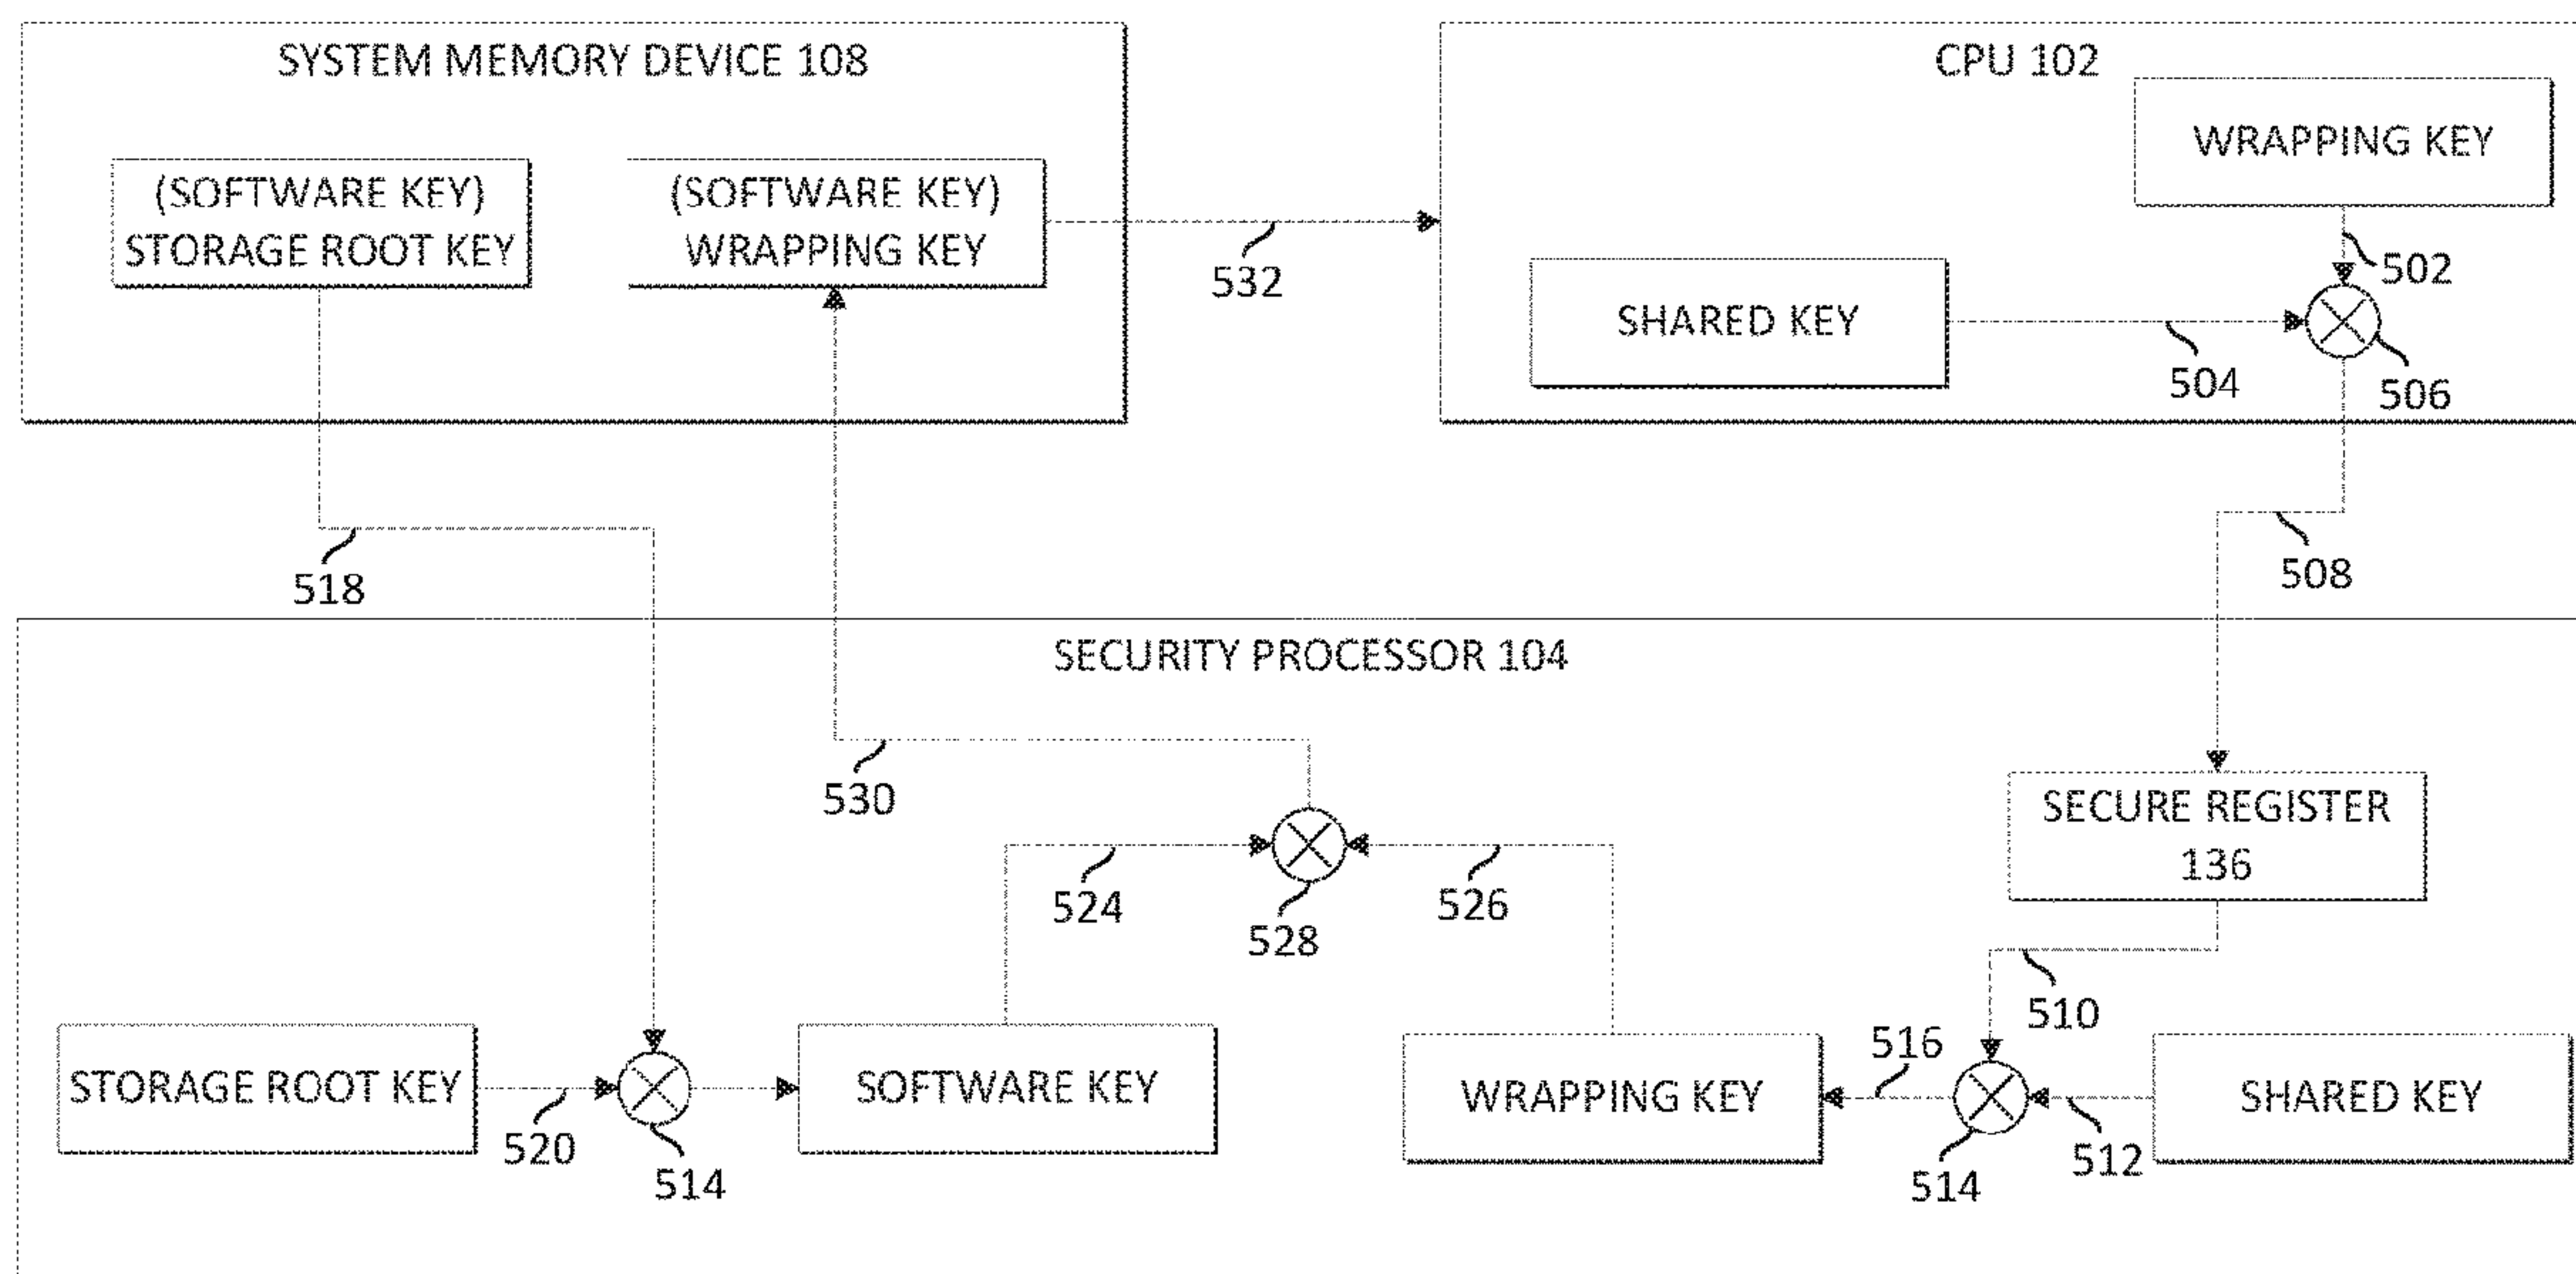 SYSTEM MEMORY DEVICE 108
(SOFTWARE KEY)
STORAGE ROOT KEY
(SOFTWARE KEY)
WRAPPING KEY
532
CPU 102
WRAPPING KEY
502
SHARED KEY
504
506
518
508
SECURITY PROCESSOR 104
530
SECURE REGISTER
136
524
528
526
510
STORAGE ROOT KEY
520
514
SOFTWARE KEY
WRAPPING KEY
516
514
512
SHARED KEY